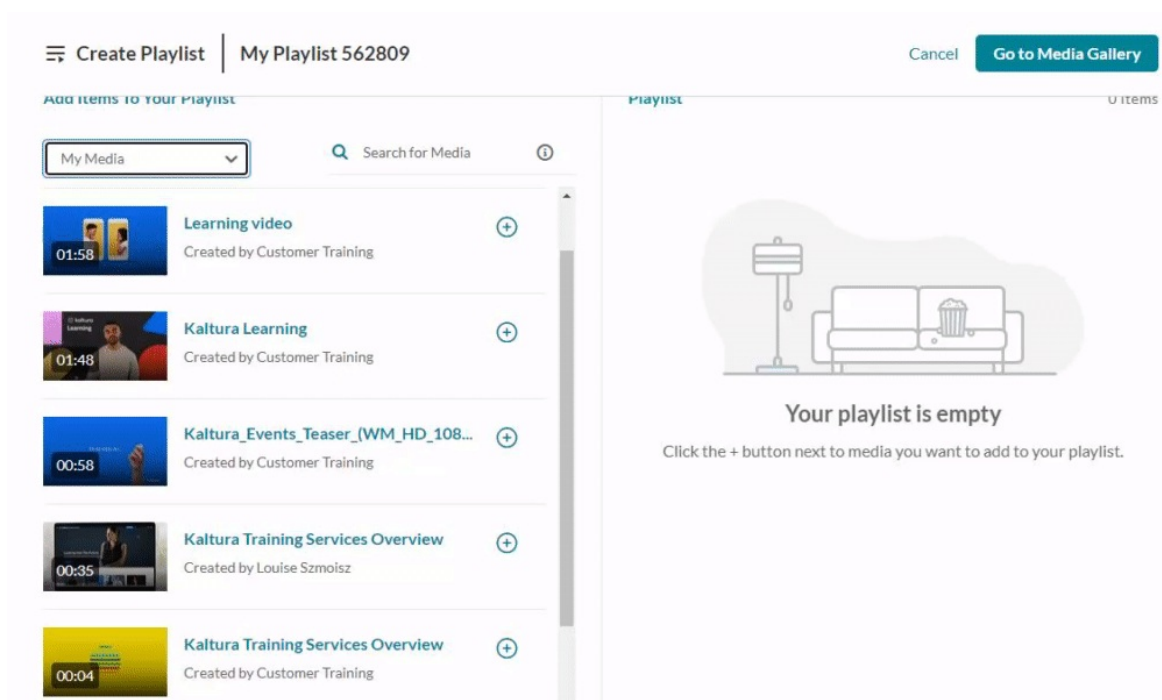 Create Playlist
My Playlist 562809
Cancel
Go to Media Gallery
Add Items To Your Playlist
Playlist
0 Items
My Media
Search for Media
01:58
Learning video
Created by Customer Training
kaltura
Learning
01:48
Kaltura Learning
Created by Customer Training
00:58
Kaltura_Events_Teaser_(WM_HD_108...
Created by Customer Training
00:35
Kaltura Training Services Overview
Created by Louise Szmoisz
00:04
Kaltura Training Services Overview
Created by Customer Training
Your playlist is empty
Click the + button next to media you want to add to your playlist.